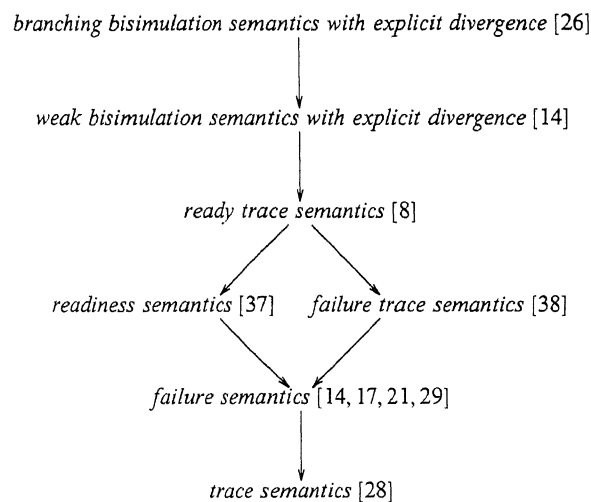 branching bisimulation semantics with explicit divergence [26]
weak bisimulation semantics with explicit divergence [14]
ready trace semantics [8]
readiness semantics [37] failure trace semantics [38]
failure semantics [14, 17, 21, 29]
trace semantics [28]